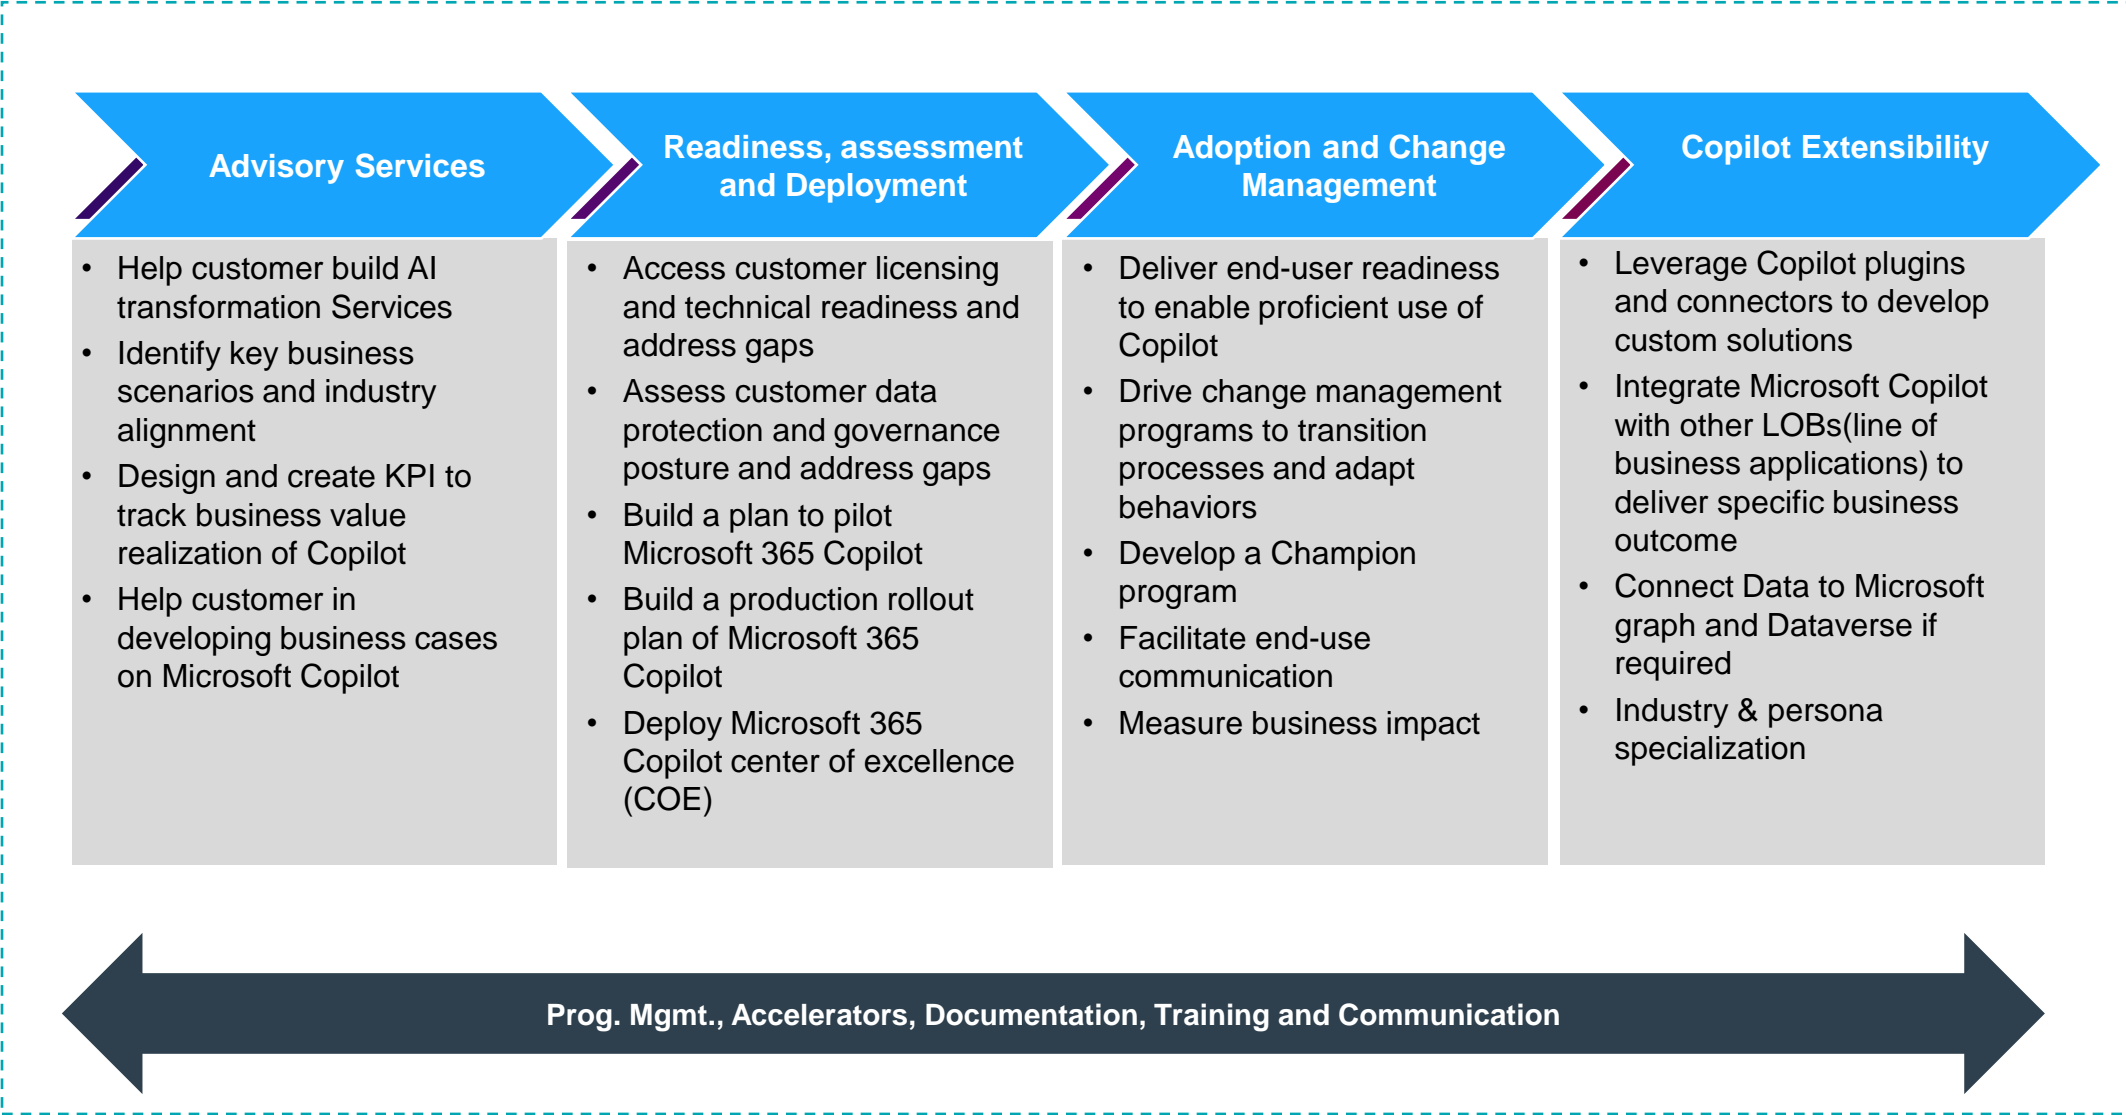 Advisory Services
• Help customer build AI
transformation Services
• Identify key business
scenarios and industry
alignment
• Design and create KPI to
track business value
realization of Copilot
• Help customer in
developing business cases
on Microsoft Copilot
Readiness, assessment
and Deployment
• Access customer licensing
and technical readiness and
address gaps
• Assess customer data
protection and governance
posture and address gaps
• Build a plan to pilot
Microsoft 365 Copilot
• Build a production rollout
plan of Microsoft 365
Copilot
• Deploy Microsoft 365
Copilot center of excellence
(COE)
Adoption and Change
Management
• Deliver end-user readiness
to enable proficient use of
Copilot
• Drive change management
programs to transition
processes and adapt
behaviors
• Develop a Champion
program
• Facilitate end-use
communication
• Measure business impact
Copilot Extensibility
• Leverage Copilot plugins
and connectors to develop
custom solutions
• Integrate Microsoft Copilot
with other LOBs(line of
business applications) to
deliver specific business
outcome
• Connect Data to Microsoft
graph and Dataverse if
required
• Industry & persona
specialization
Prog. Mgmt., Accelerators, Documentation, Training and Communication